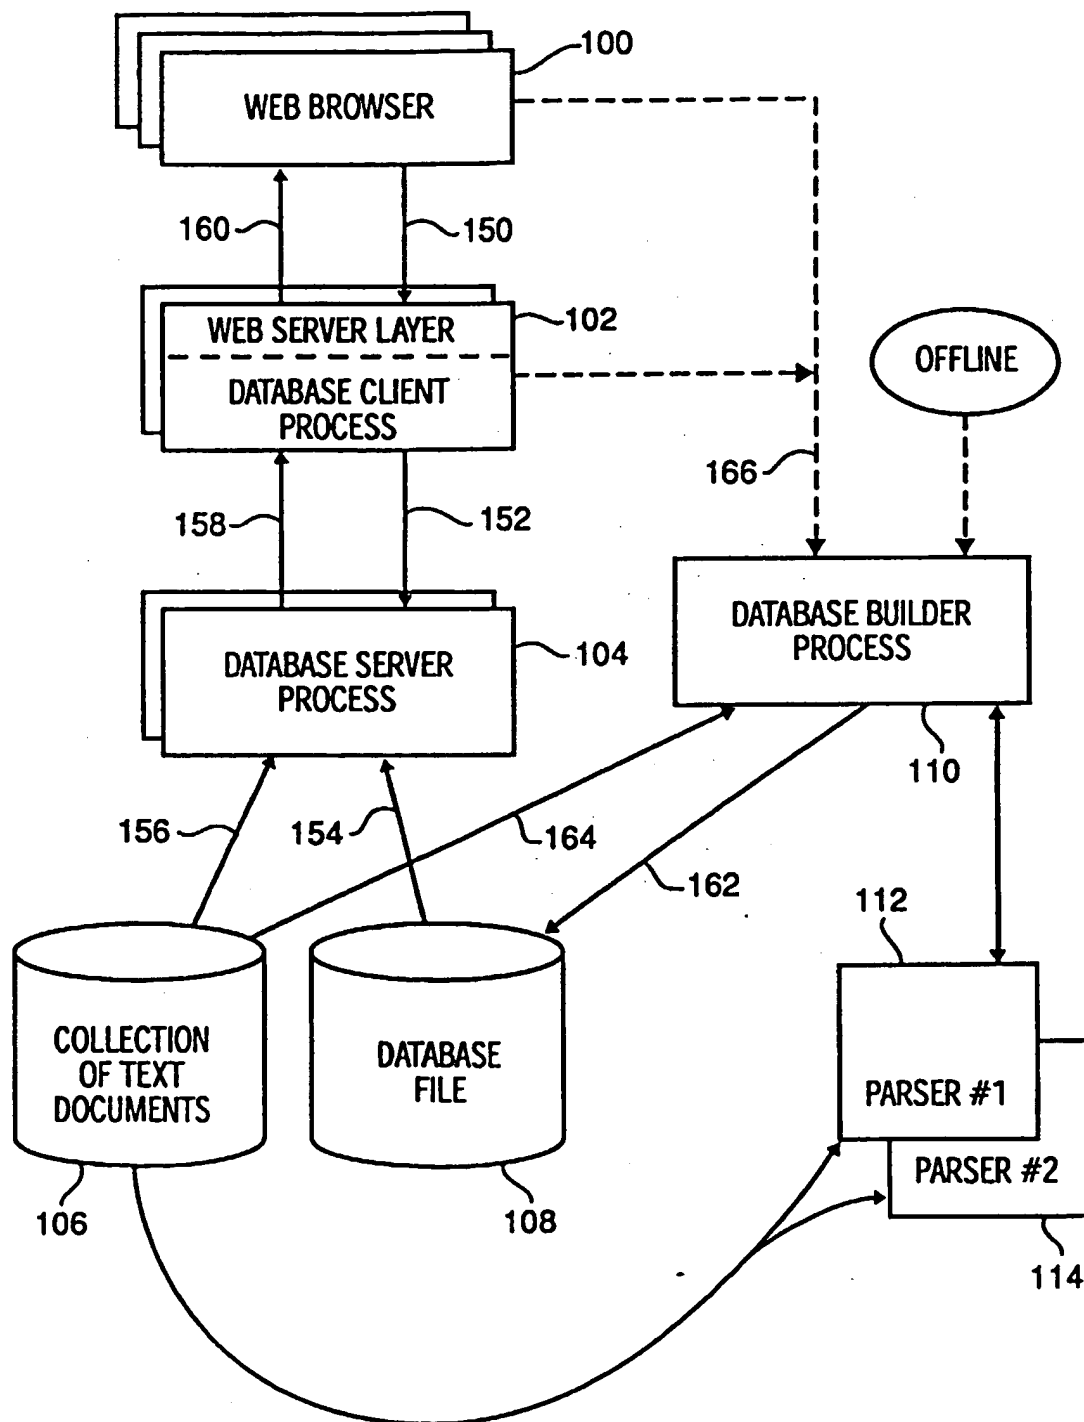 100
WEB BROWSER
160
150
WEB SERVER LAYER
102
DATABASE CLIENT
PROCESS
OFFLINE
166
158
152
DATABASE BUILDER
PROCESS
DATABASE SERVER
PROCESS
104
110
156
154
164
162
112
COLLECTION
OF TEXT
DOCUMENTS
DATABASE
FILE
PARSER #1
PARSER #2
106
108
114